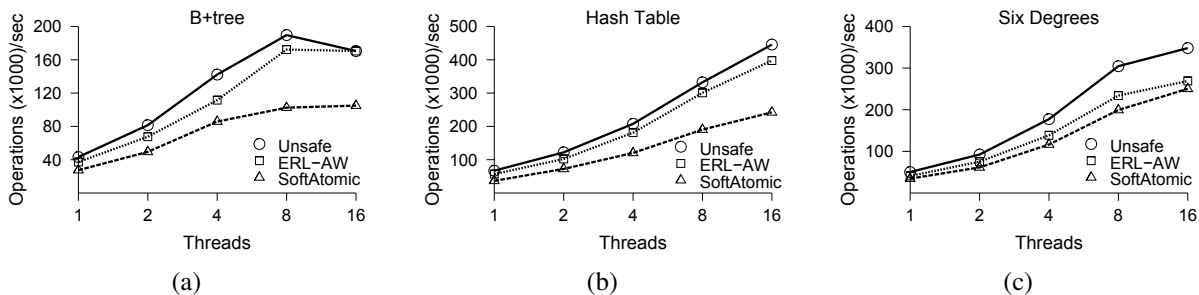 B+tree
Operations (x1000)/sec
200
160
120
80
40
Unsafe
ERL−AW
SoftAtomic
1 2 4 8 16
Threads
(a)
Hash Table
Operations (x1000)/sec
500
400
300
200
100
Unsafe
ERL−AW
SoftAtomic
1 2 4 8 16
Threads
(b)
Six Degrees
Operations (x1000)/sec
400
300
200
100
Unsafe
ERL−AW
SoftAtomic
1 2 4 8 16
Threads
(c)